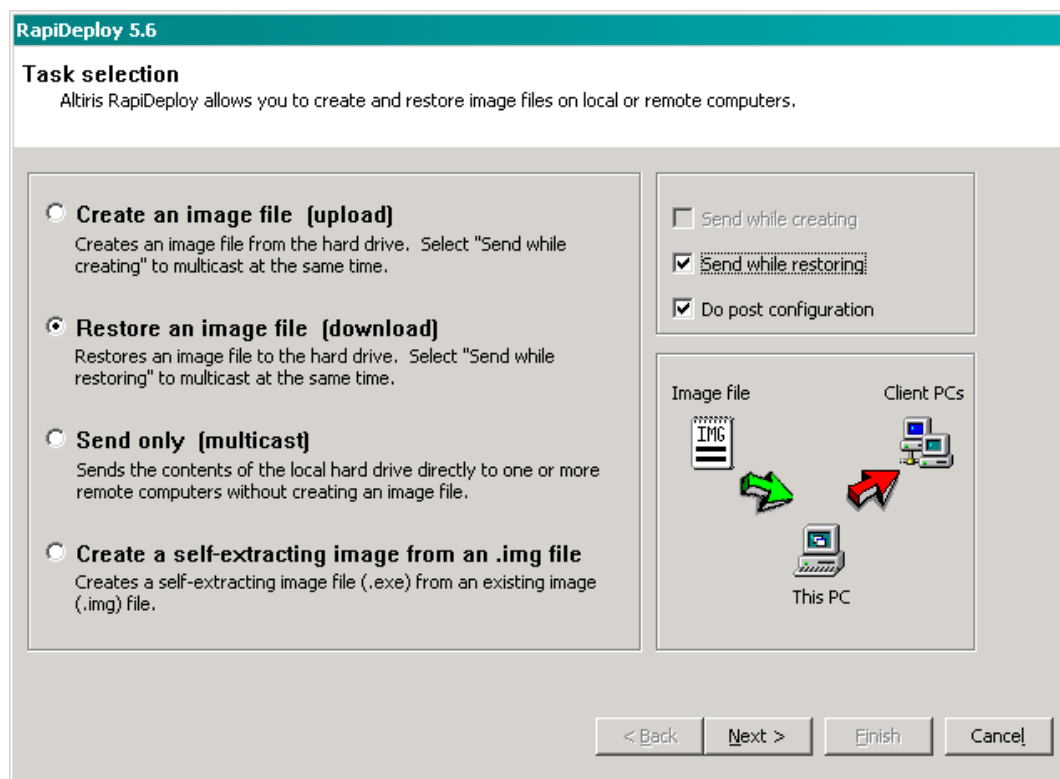 RapiDeploy 5.6
Task selection
Altiris RapiDeploy allows you to create and restore image files on local or remote computers.
Create an image file (upload)
Creates an image file from the hard drive. Select "Send while
creating" to multicast at the same time.
Restore an image file (download)
Restores an image file to the hard drive. Select "Send while
restoring" to multicast at the same time.
Send only (multicast)
Sends the contents of the local hard drive directly to one or more
remote computers without creating an image file.
Create a self-extracting image from an .img file
Creates a self-extracting image file (.exe) from an existing image
(.img) file.
Send while creating
Send while restoring
Do post configuration
Image file
Client PCs
IMG
This PC
< Back
Next >
Finish
Cancel